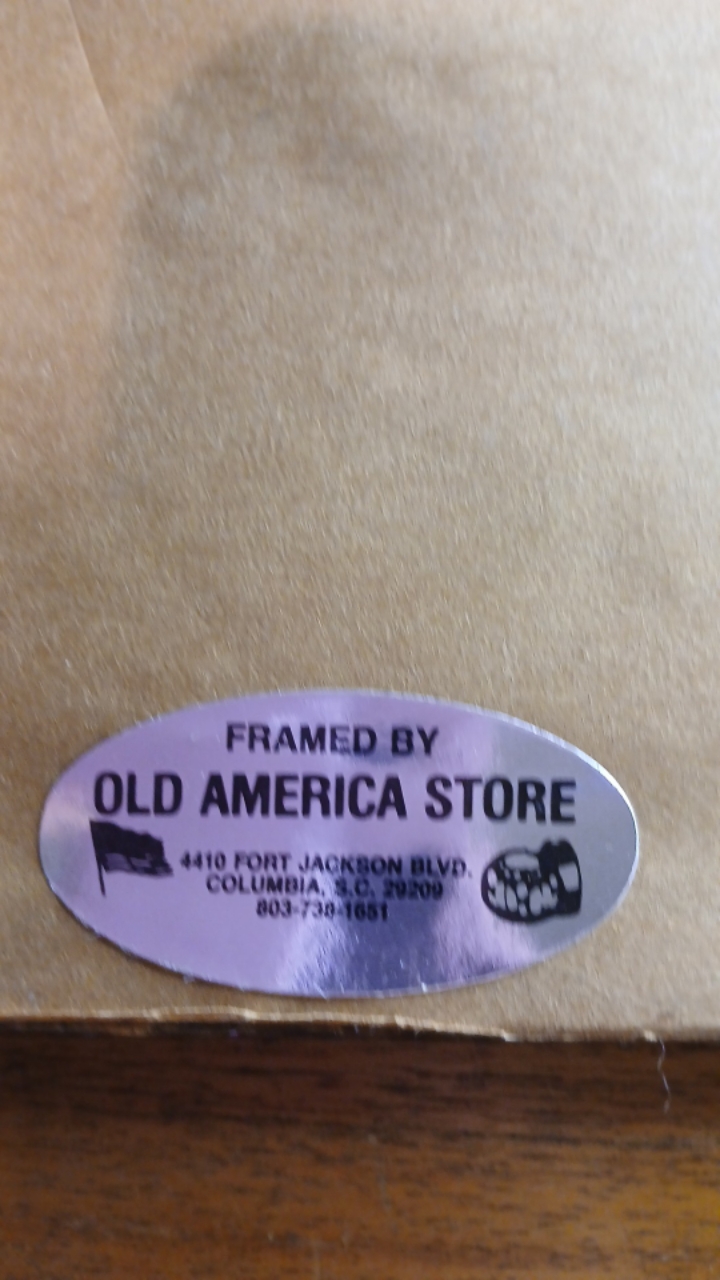 FRAMED BY
OLD AMERICA STORE
4410 FORT JACKSON BLVD.
COLUMBIA, S.C. 29209
803-738-1651